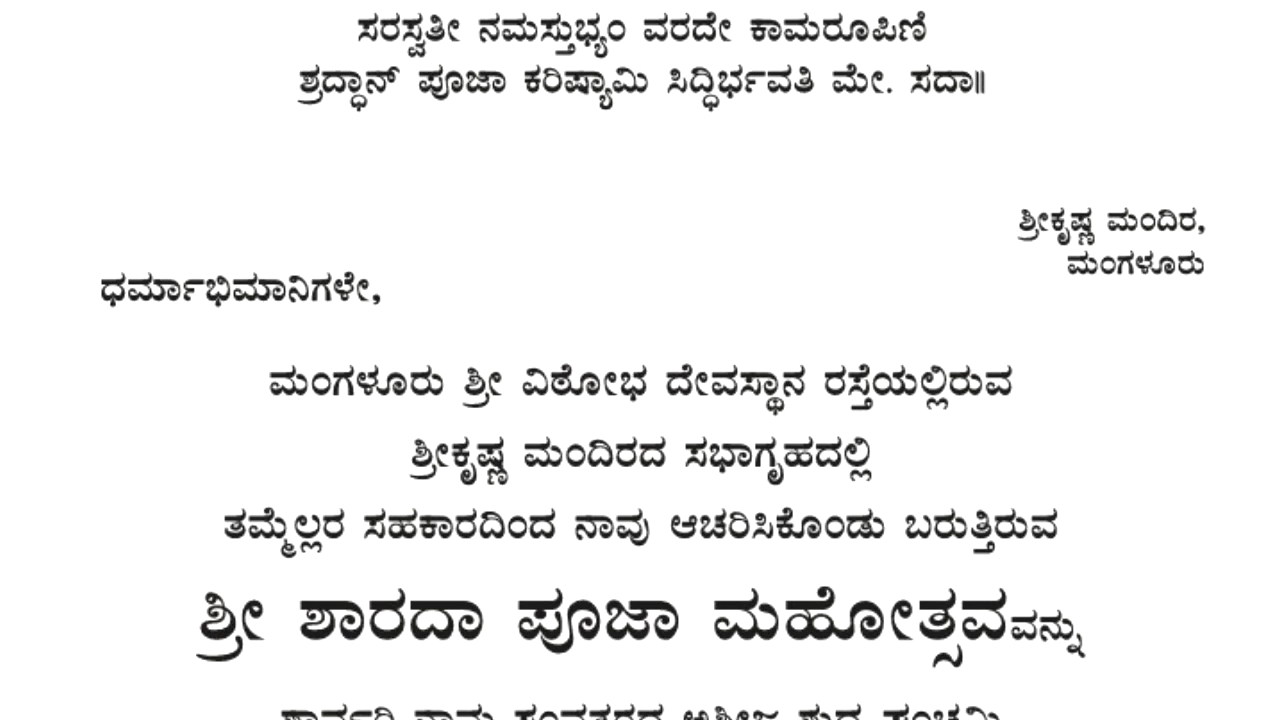 ಸರಸ್ವತೀ ನಮಸ್ತುಭ್ಯಂ ವರದೇ ಕಾಮರೂಪಿಣಿ
ಶ್ರದ್ಧಾನ್ ಪೂಜಾ ಕರಿಷ್ಯಾಮಿ ಸಿದ್ಧಿರ್ಭವತಿ ಮೇ. ಸದಾ॥
ಶ್ರೀಕೃಷ್ಣ ಮಂದಿರ,
ಮಂಗಳೂರು
ಧರ್ಮಾಭಿಮಾನಿಗಳೇ,
ಮಂಗಳೂರು ಶ್ರೀ ವಿಠೋಭ ದೇವಸ್ಥಾನ ರಸ್ತೆಯಲ್ಲಿರುವ
ಶ್ರೀಕೃಷ್ಣ ಮಂದಿರದ ಸಭಾಗೃಹದಲ್ಲಿ
ತಮ್ಮೆಲ್ಲರ ಸಹಕಾರದಿಂದ ನಾವು ಆಚರಿಸಿಕೊಂಡು ಬರುತ್ತಿರುವ
ಶ್ರೀ ಶಾರದಾ ಪೂಜಾ ಮಹೋತ್ಸವವನ್ನು